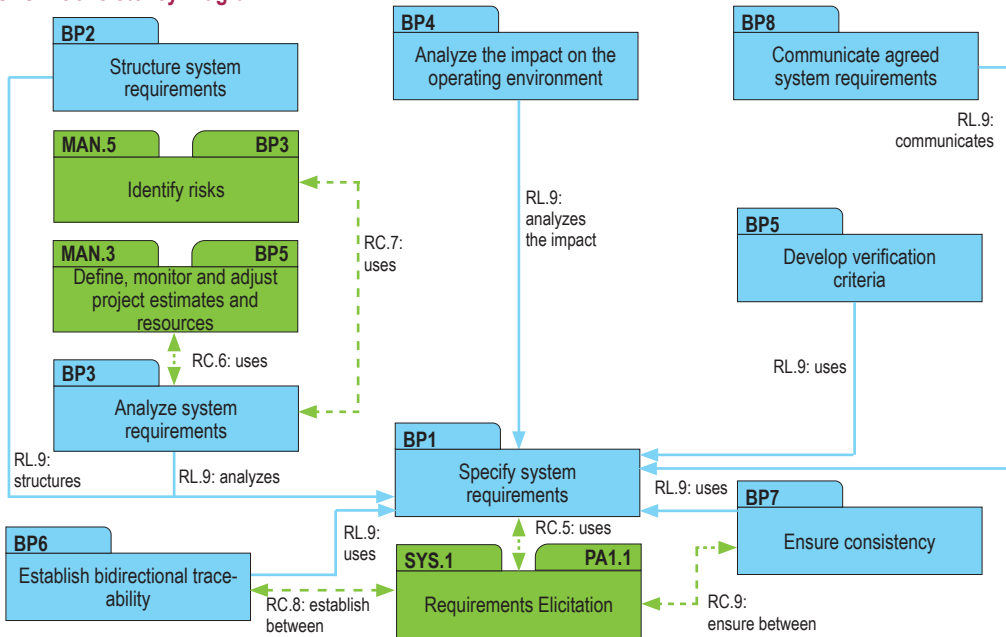 BP2
Structure system
requirements
BP4
Analyze the impact on the
operating environment
BP8
Communicate agreed
system requirements
RL.9:
communicates
MAN.5
BP3
Identify risks
RC.7:
uses
RL.9:
analyzes
the impact
MAN.3
BP5
Define, monitor and adjust
project estimates and
resources
BP5
Develop verification
criteria
RC.6: uses
RL.9: uses
BP3
Analyze system
requirements
RL.9:
structures
RL.9: analyzes
BP1
Specify system
requirements
RL.9: uses
BP7
Ensure consistency
RL.9:
uses
RC.5: uses
BP6
Establish bidirectional trace-
ability
SYS.1
PA1.1
Requirements Elicitation
RC.8: establish
between
RC.9:
ensure between